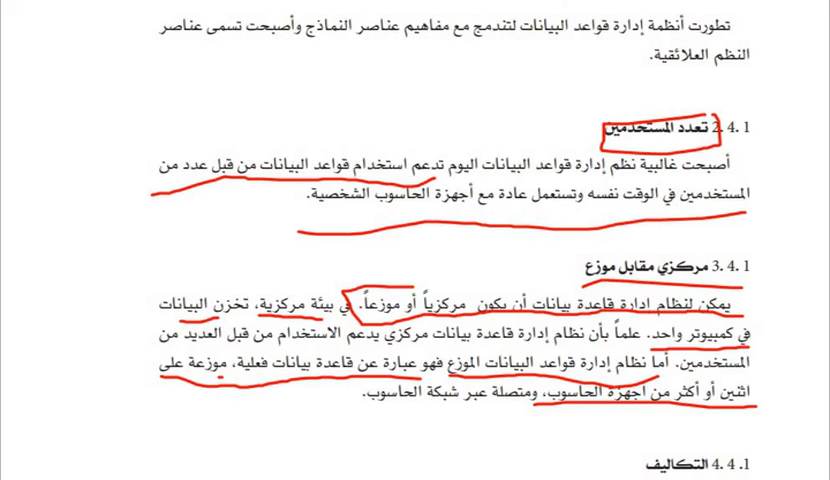 تطورت أنظمة إدارة قواعد البيانات لتندمج مع مفاهيم عناصر النماذج وأصبحت تسمى عناصر
النظم العلائقية.
2.4.1 تعدد المستخدمين
أصبحت غالبية نظم إدارة قواعد البيانات اليوم تدعم استخدام قواعد البيانات من قبل عدد من
المستخدمين في الوقت نفسه وتستعمل عادة مع أجهزة الحاسوب الشخصية.
3.4.1 مركزي مقابل موزع
يمكن لنظام ادارة قاعدة بيانات أن يكون مركزياً أو موزعاً. في بيئة مركزية، تخزن البيانات
في كمبيوتر واحد. علماً بأن نظام إدارة قاعدة بيانات مركزي يدعم الاستخدام من قبل العديد من
المستخدمين. أما نظام إدارة قواعد البيانات الموزع فهو عبارة عن قاعدة بيانات فعلية، موزعة على
اثنين أو أكثر من اجهزة الحاسوب، ومتصلة عبر شبكة الحاسوب.
4.4.1 التكاليف